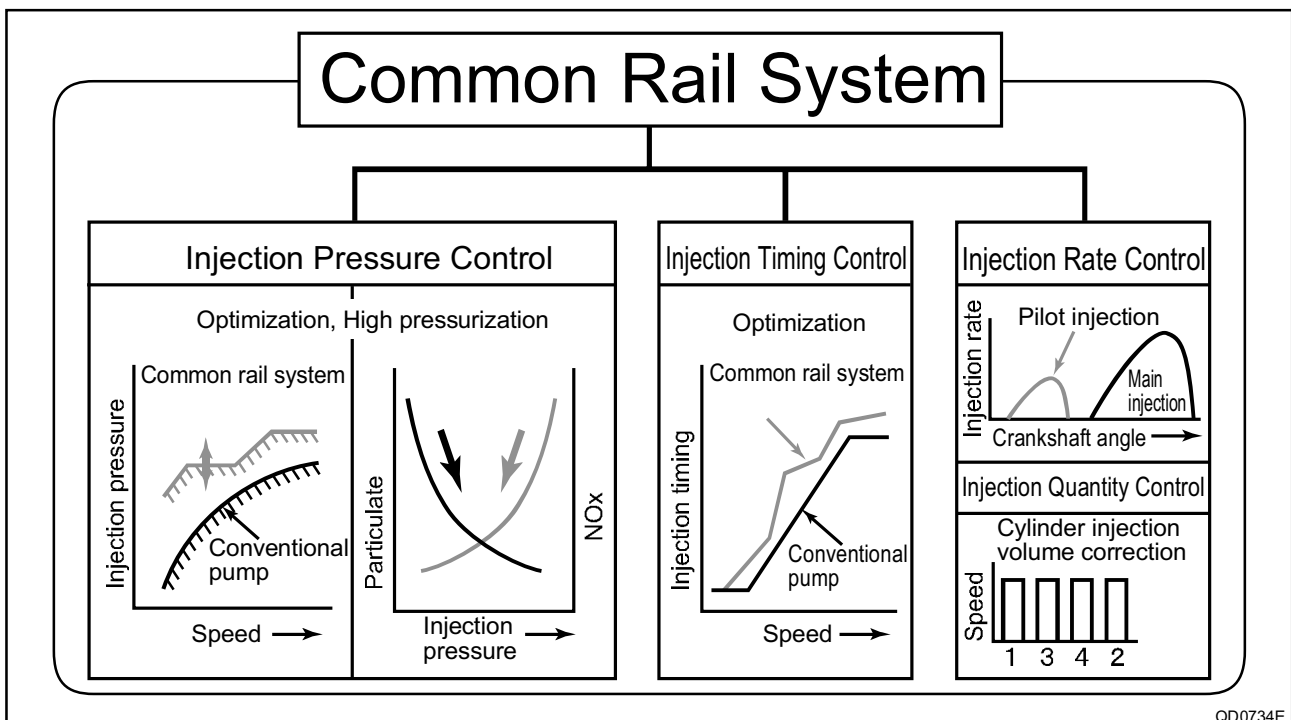 Common Rail System
Injection Pressure Control
Optimization, High pressurization
Common rail system
Injection pressure
Conventional
pump
Speed
Particulate
NOx
Injection
pressure
Injection Timing Control
Optimization
Common rail system
Injection timing
Conventional
pump
Speed
Injection Rate Control
Injection rate
Pilot injection
Main
injection
Crankshaft angle
Injection Quantity Control
Cylinder injection
volume correction
Speed
1 3 4 2
QD0734E